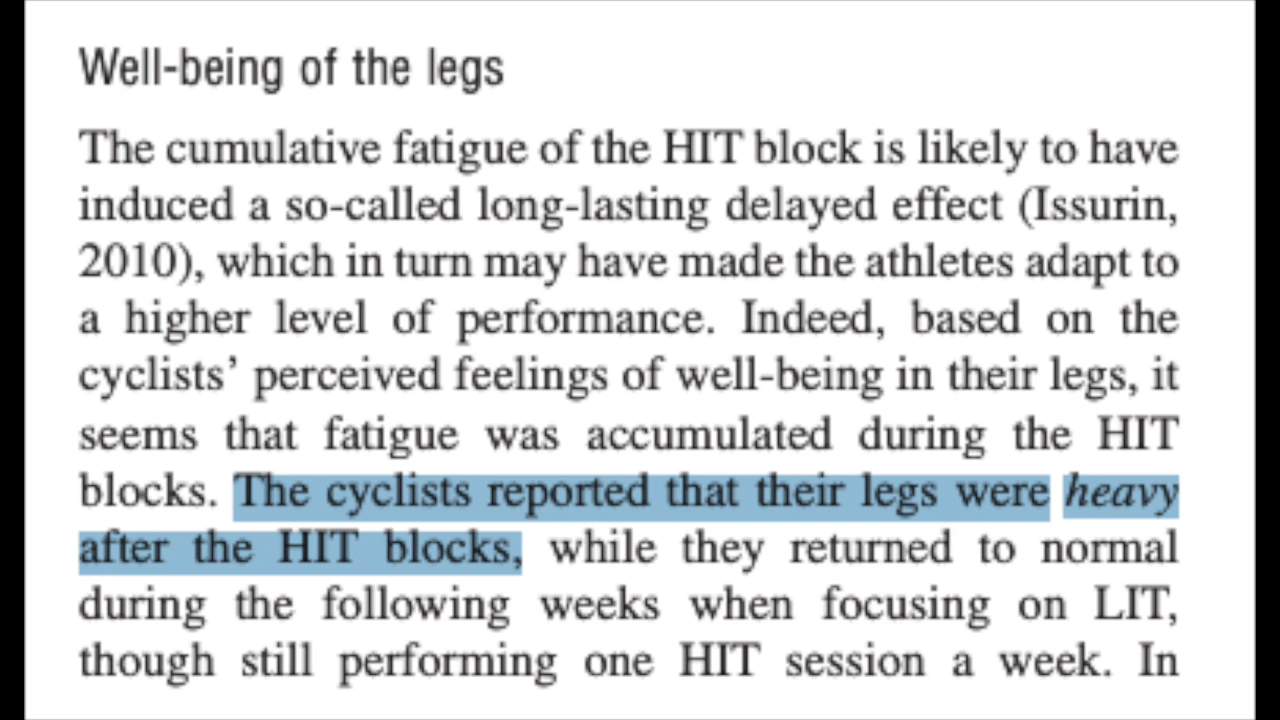 Well-being of the legs
The cumulative fatigue of the HIT block is likely to have
induced a so-called long-lasting delayed effect (Issurin,
2010), which in turn may have made the athletes adapt to
a higher level of performance. Indeed, based on the
cyclists’ perceived feelings of well-being in their legs, it
seems that fatigue was accumulated during the HIT
blocks. The cyclists reported that their legs were heavy
after the HIT blocks, while they returned to normal
during the following weeks when focusing on LIT,
though still performing one HIT session a week. In